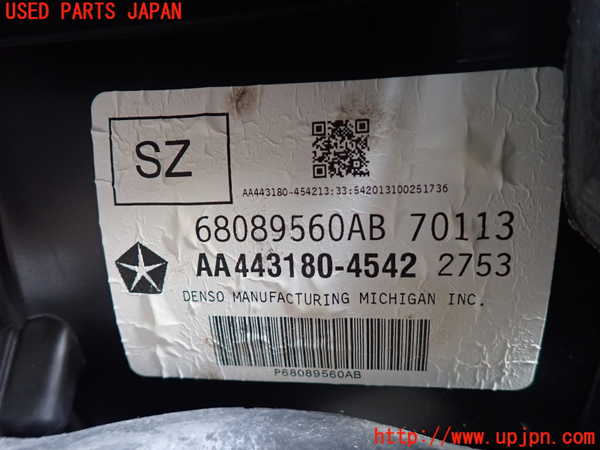 USED PARTS JAPAN
SZ
AA443180-454213:33:542013100251736
68089560AB 70113
AA443180-4542 2753
DENSO MANUFACTURING MICHIGAN INC.
P68089560AB
http://www.upjpn.com/